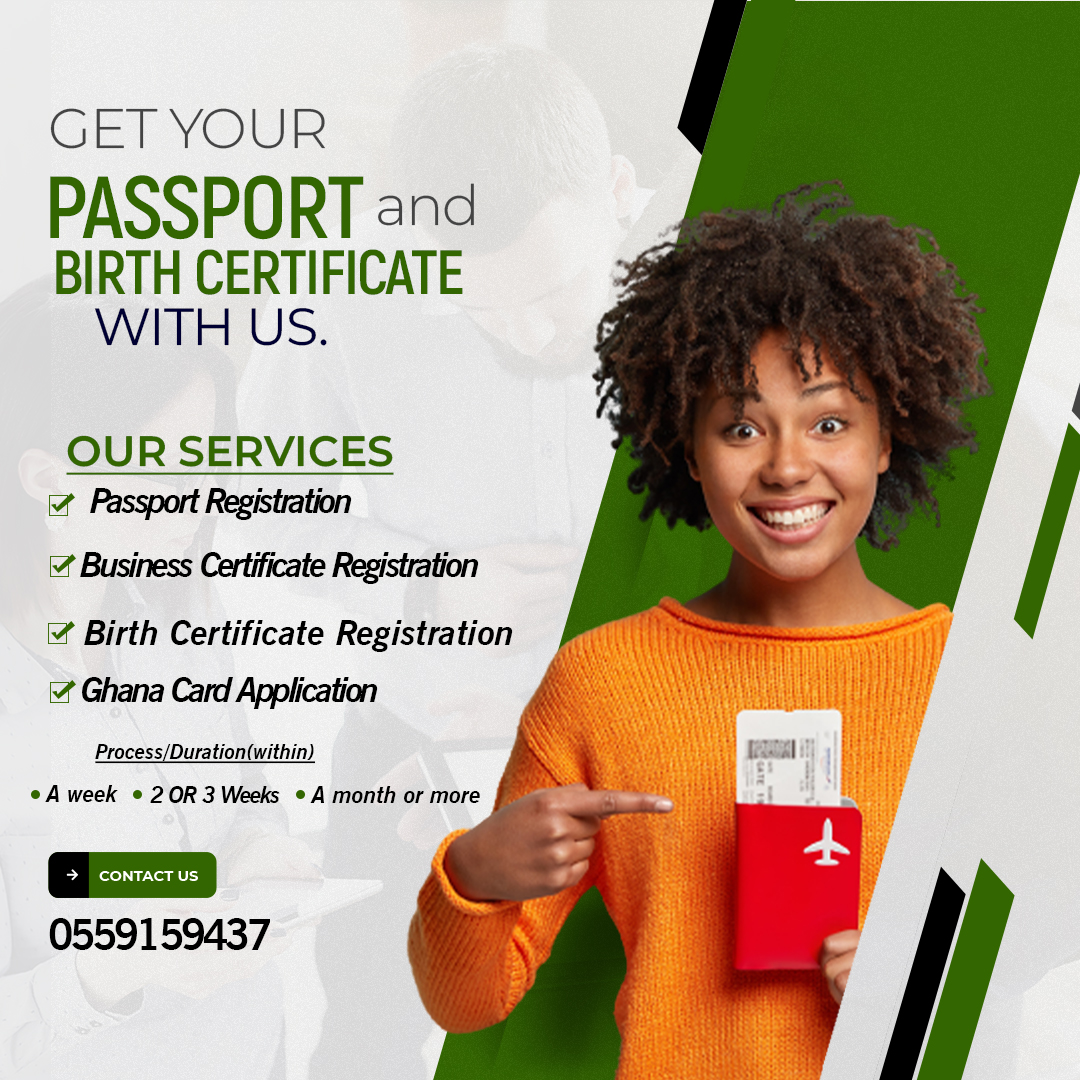 GET YOUR
PASSPORT and
BIRTH CERTIFICATE
WITH US.
OUR SERVICES
Passport Registration
Business Certificate Registration
Birth Certificate Registration
Ghana Card Application
Process/Duration(within)
• A week • 2 OR 3 Weeks • A month or more
CONTACT US
0559159437
GATE